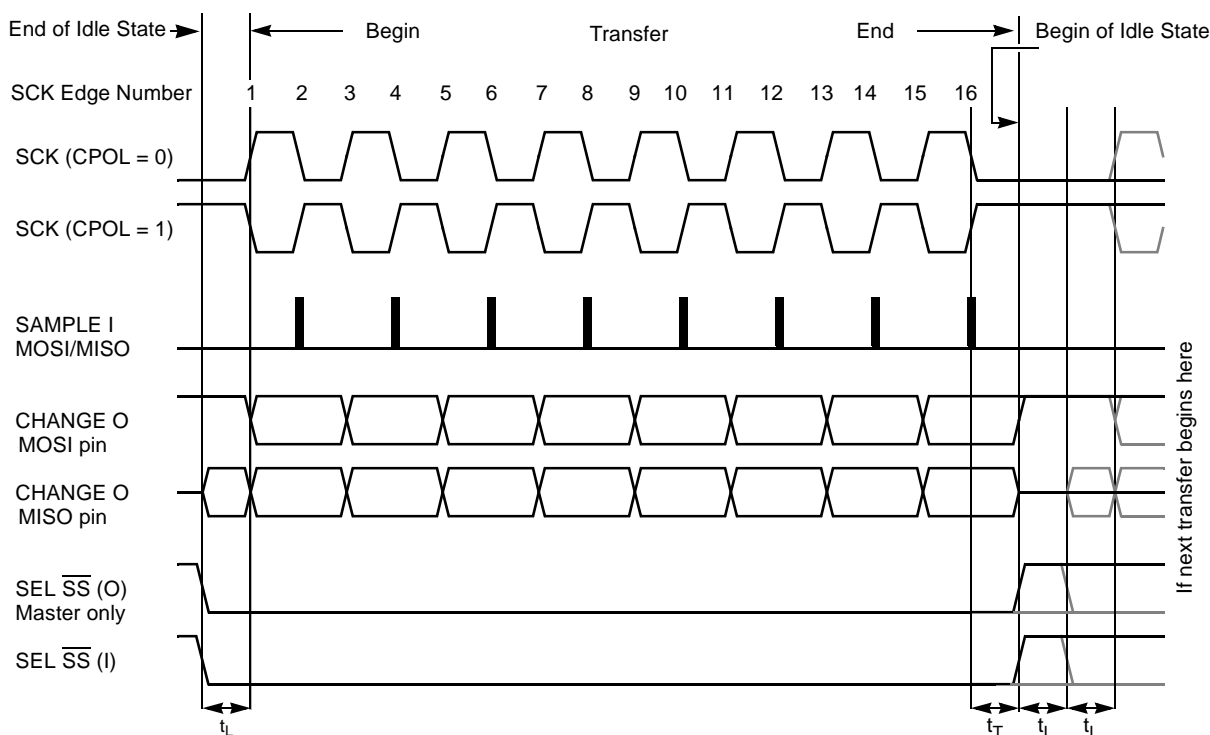 End of Idle State
Begin
Transfer
End
Begin of Idle State
SCK Edge Number
1 2 3 4 5 6 7 8 9 10 11 12 13 14 15 16
SCK (CPOL = 0)
SCK (CPOL = 1)
SAMPLE I
MOSI/MISO
CHANGE O
MOSI pin
CHANGE O
MISO pin
SEL SS (O)
Master only
SEL SS (I)
tL
tT
tI
tL
If next transfer begins here